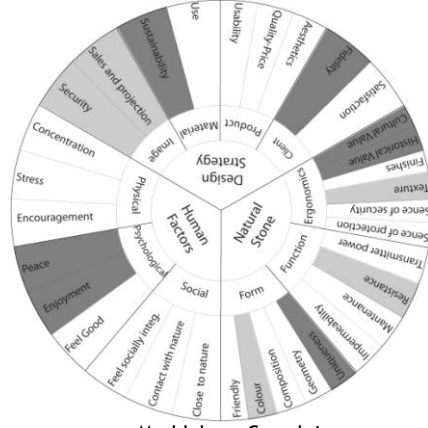 Use
Sustainability
Sales and projection
Security
Concentration
Stress
Encouragement
Peace
Enjoyment
Feel Good
Feel socially integ.
Contact with nature
Close to nature
Friendly
Colour
Composition
Geometry
Uniqueness
Impermeability
Maintenance
Resistance
Transmitter power
Sence of protection
Sence of security
Texture
Finishes
Historical Value
Cultural Value
Satisfaction
Fidelity
Aesthetics
Quality-Price
Usability
Material
Image
Physical
Psychological
Social
Form
Function
Ergonomics
Client
Product
Design
Strategy
Human
Factors
Natural
Stone